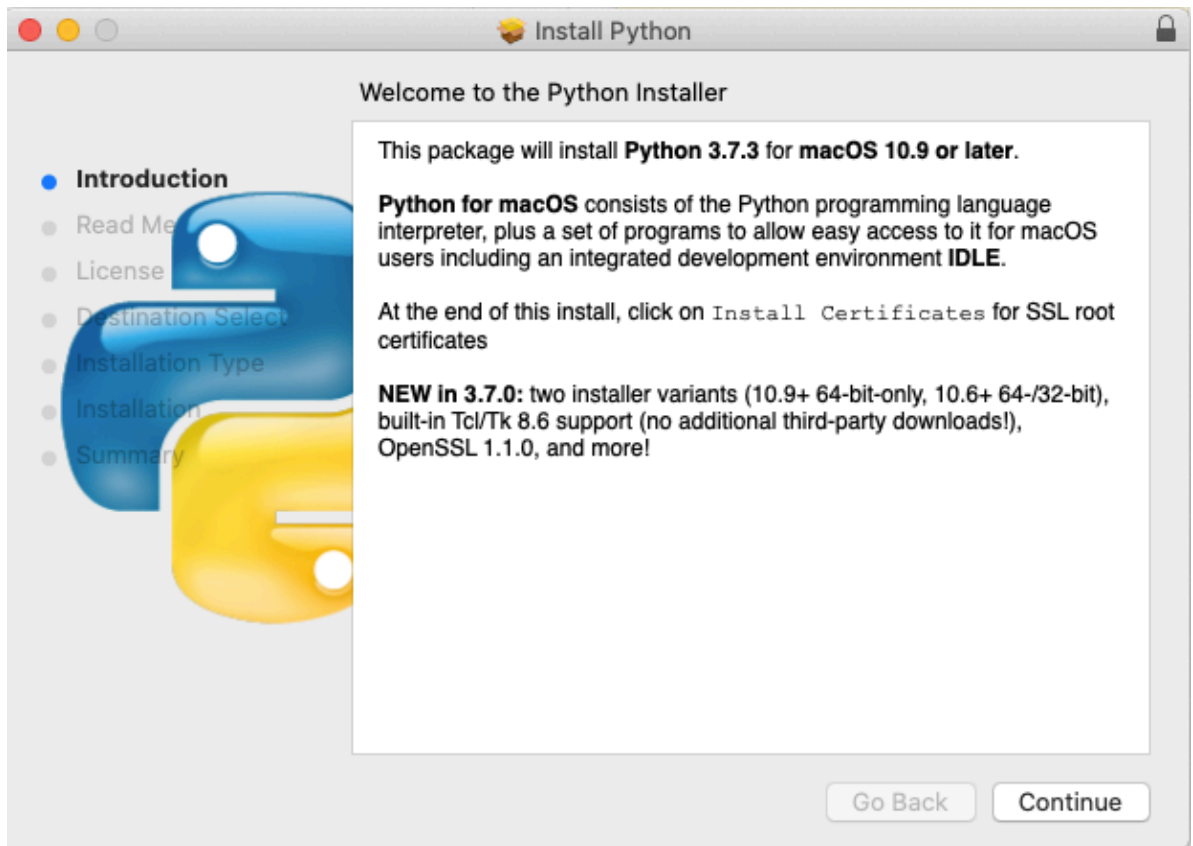 Install Python
Welcome to the Python Installer
Introduction
Read Me
License
Destination Select
Installation Type
Installation
Summary
This package will install Python 3.7.3 for macOS 10.9 or later.
Python for macOS consists of the Python programming language
interpreter, plus a set of programs to allow easy access to it for macOS
users including an integrated development environment IDLE.
At the end of this install, click on Install Certificates for SSL root
certificates
NEW in 3.7.0: two installer variants (10.9+ 64-bit-only, 10.6+ 64-/32-bit),
built-in Tcl/Tk 8.6 support (no additional third-party downloads!),
OpenSSL 1.1.0, and more!
Go Back
Continue